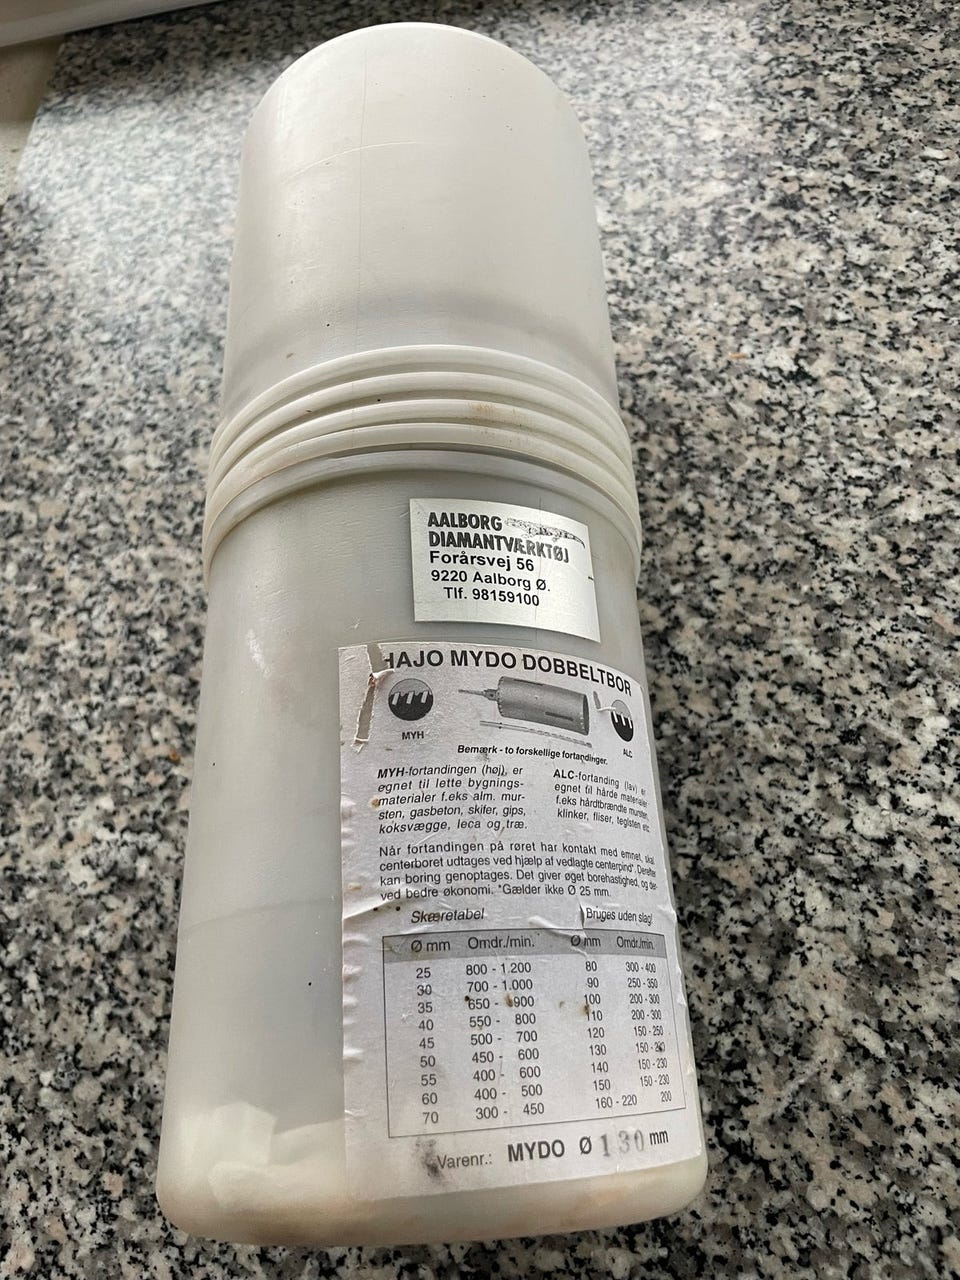 AALBORG
DIAMANTVÆRKTØJ
Forårsvej 56
9220 Aalborg Ø.
Tlf. 98159100
HAJO MYDO DOBBELTBOR
MYH
ALC
Bemærk - to forskellige fortandinger.
MYH-fortandingen (høj), er
egnet til lette bygnings-
materialer f.eks alm. mur-
sten, gasbeton, skifer, gips,
koksvægge, leca og træ.
ALC-fortanding (lav) er
egnet til hårde materialer
f.eks hårdtbrændte mursten,
klinker, fliser, teglsten etc.
Når fortandingen på røret har kontakt med emnet, skal
centerboret udtages ved hjælp af vedlagte centerpind*. Derefter
kan boring genoptages. Det giver øget borehastighed, og der-
ved bedre økonomi. *Gælder ikke Ø 25 mm.
Skæretabel Bruges uden slag!
Ø mm Omdr./min. Ø mm Omdr./min.
25 800 - 1.200 80 300-400
30 700 - 1.000 90 250-350
35 650 - 900 100 200-300
40 550 - 800 110 200-300
45 500 - 700 120 150-250
50 450 - 600 130 150-
55 400 - 600 140 150-230
60 400 - 500 150 150-230
70 300 - 450 160-220 200
Varenr.: MYDO Ø 130 mm